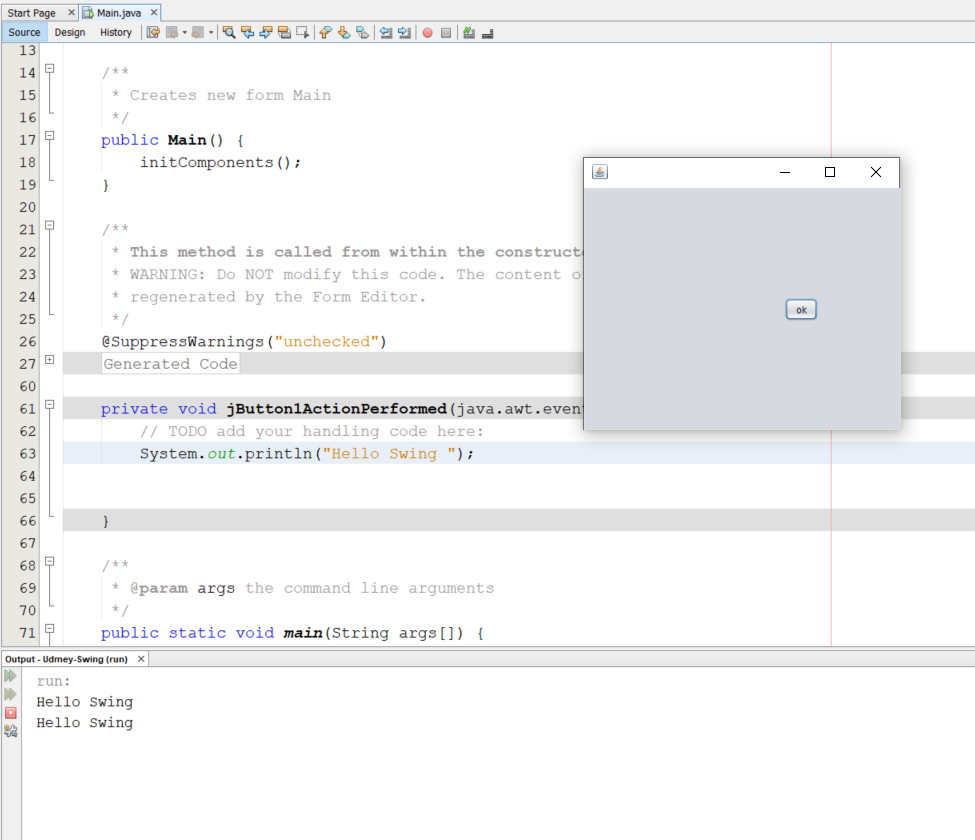 Start Page Main.java
Source Design History
13
14 /**
15 * Creates new form Main
16 */
17 public Main() {
18 initComponents();
19 }
20
21 /**
22 * This method is called from within the constructo
23 * WARNING: Do NOT modify this code. The content o
24 * regenerated by the Form Editor.
25 */
26 @SuppressWarnings("unchecked")
27 Generated Code
60
61 private void jButton1ActionPerformed(java.awt.event
62 // TODO add your handling code here:
63 System.out.println("Hello Swing ");
64
65
66 }
67
68 /**
69 * @param args the command line arguments
70 */
71 public static void main(String args[]) {
ok
Output - Udmey-Swing (run)
run:
Hello Swing
Hello Swing